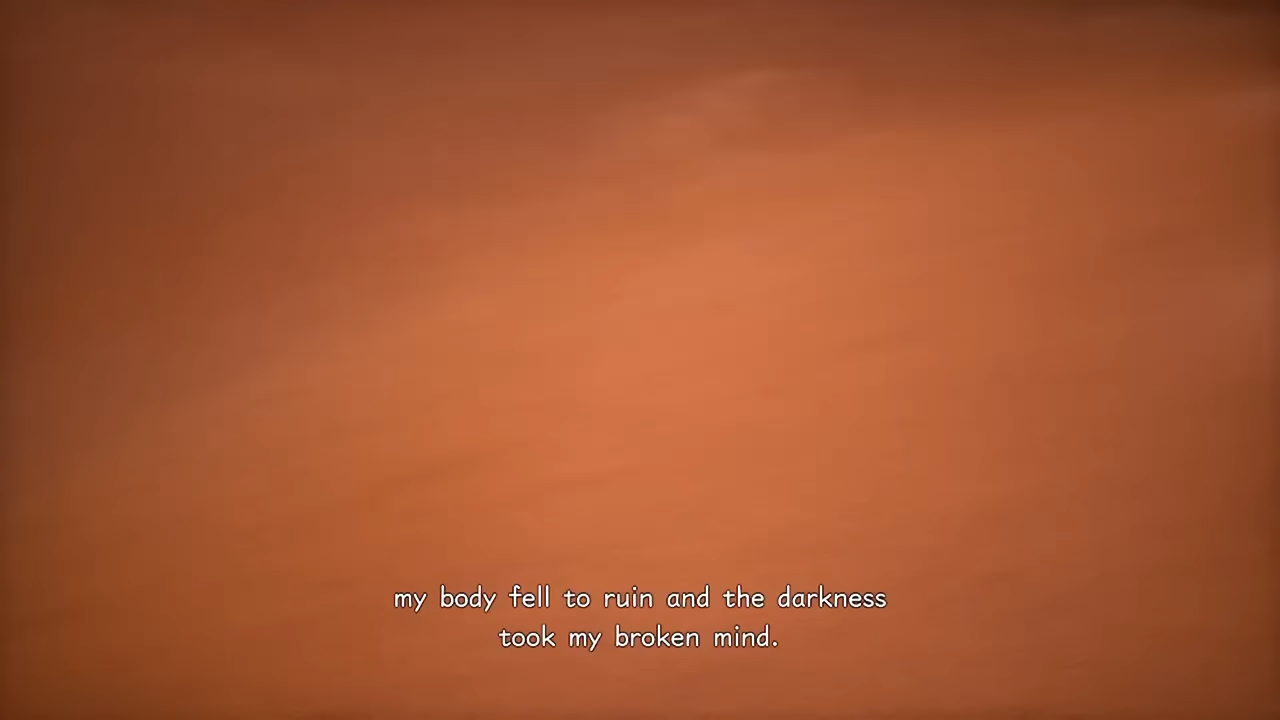 my body fell to ruin and the darkness
took my broken mind.